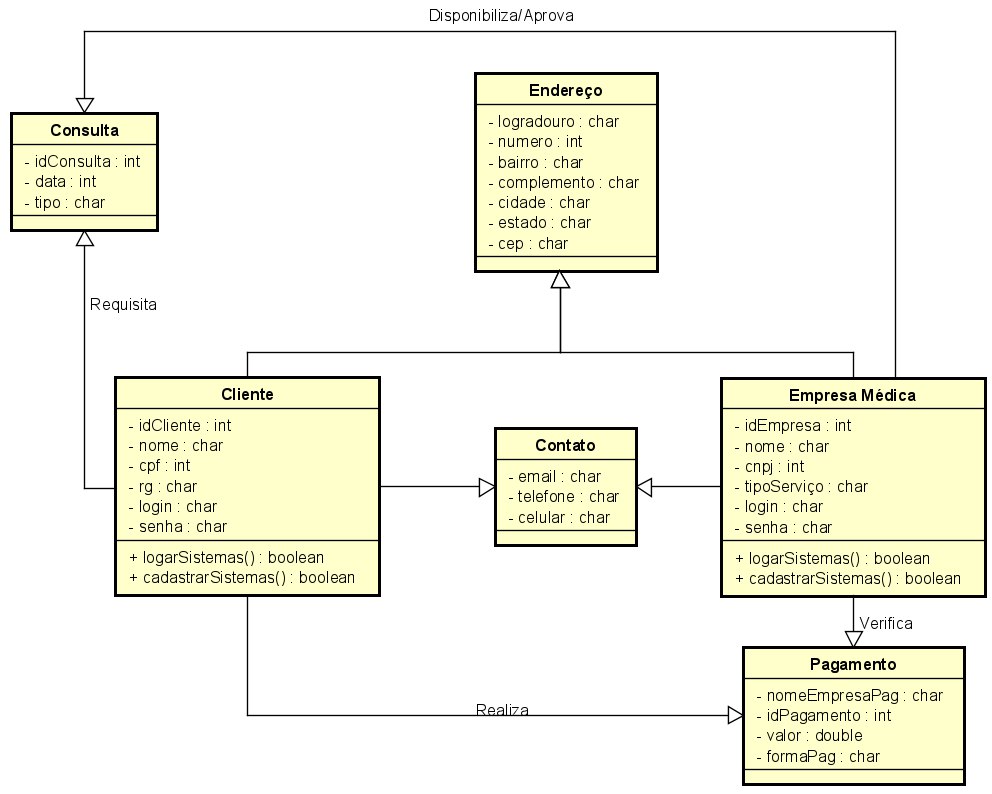 Disponibiliza/Aprova
Consulta
- idConsulta : int
- data : int
- tipo : char
Endereço
- logradouro : char
- numero : int
- bairro : char
- complemento : char
- cidade : char
- estado : char
- cep : char
Requisita
Cliente
- idCliente : int
- nome : char
- cpf : int
- rg : char
- login : char
- senha : char
+ logarSistemas() : boolean
+ cadastrarSistemas() : boolean
Contato
- email : char
- telefone : char
- celular : char
Empresa Médica
- idEmpresa : int
- nome : char
- cnpj : int
- tipoServiço : char
- login : char
- senha : char
+ logarSistemas() : boolean
+ cadastrarSistemas() : boolean
Verifica
Realiza
Pagamento
- nomeEmpresaPag : char
- idPagamento : int
- valor : double
- formaPag : char